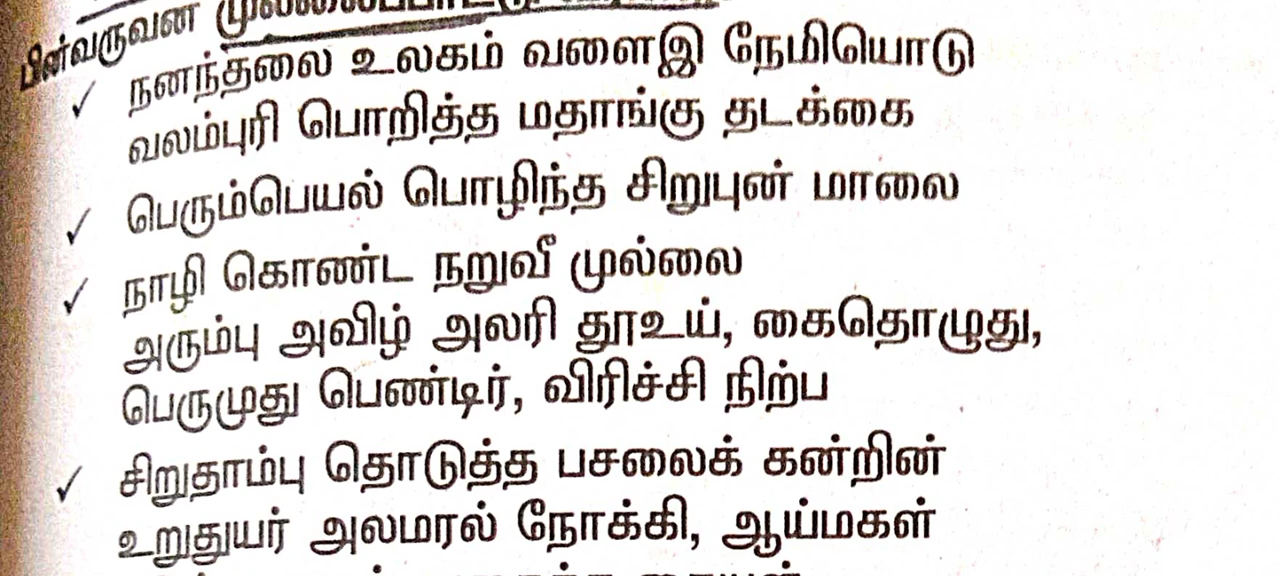 பின்வருவன
✓ நனந்தலை உலகம் வளைஇ நேமியொடு
வலம்புரி பொறித்த மதாங்கு தடக்கை
✓ பெரும்பெயல் பொழிந்த சிறுபுன் மாலை
✓ நாழி கொண்ட நறுவீ முல்லை
அரும்பு அவிழ் அலரி தூஉய், கைதொழுது,
பெருமுது பெண்டிர், விரிச்சி நிற்ப
✓ சிறுதாம்பு தொடுத்த பசலைக் கன்றின்
உறுதுயர் அலமரல் நோக்கி, ஆய்மகள்